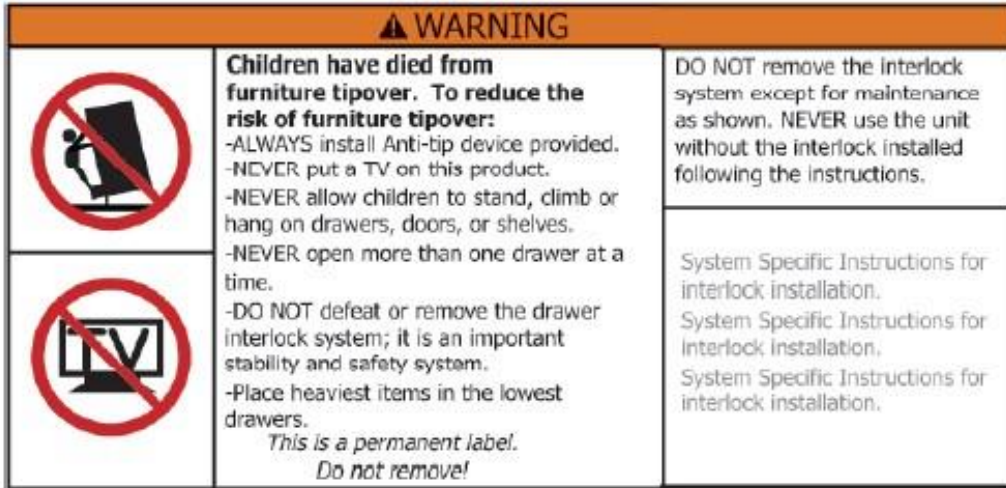 ⚠ WARNING
Children have died from
furniture tipover. To reduce the
risk of furniture tipover:
-ALWAYS install Anti-tip device provided.
-NEVER put a TV on this product.
-NEVER allow children to stand, climb or
hang on drawers, doors, or shelves.
-NEVER open more than one drawer at a
time.
-DO NOT defeat or remove the drawer
interlock system; it is an important
stability and safety system.
-Place heaviest items in the lowest
drawers.
This is a permanent label.
Do not remove!
TV
DO NOT remove the interlock
system except for maintenance
as shown. NEVER use the unit
without the interlock installed
following the instructions.
System Specific Instructions for
interlock installation.
System Specific Instructions for
interlock installation.
System Specific Instructions for
interlock installation.